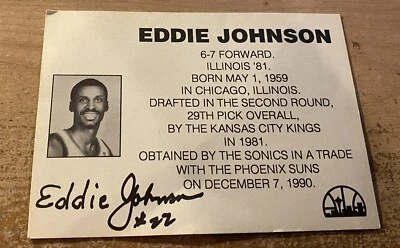 EDDIE JOHNSON
6-7 FORWARD.
ILLINOIS '81.
BORN MAY 1, 1959
IN CHICAGO, ILLINOIS.
DRAFTED IN THE SECOND ROUND,
29TH PICK OVERALL,
BY THE KANSAS CITY KINGS
IN 1981.
OBTAINED BY THE SONICS IN A TRADE
WITH THE PHOENIX SUNS
ON DECEMBER 7, 1990.
Eddie Johnson
#22